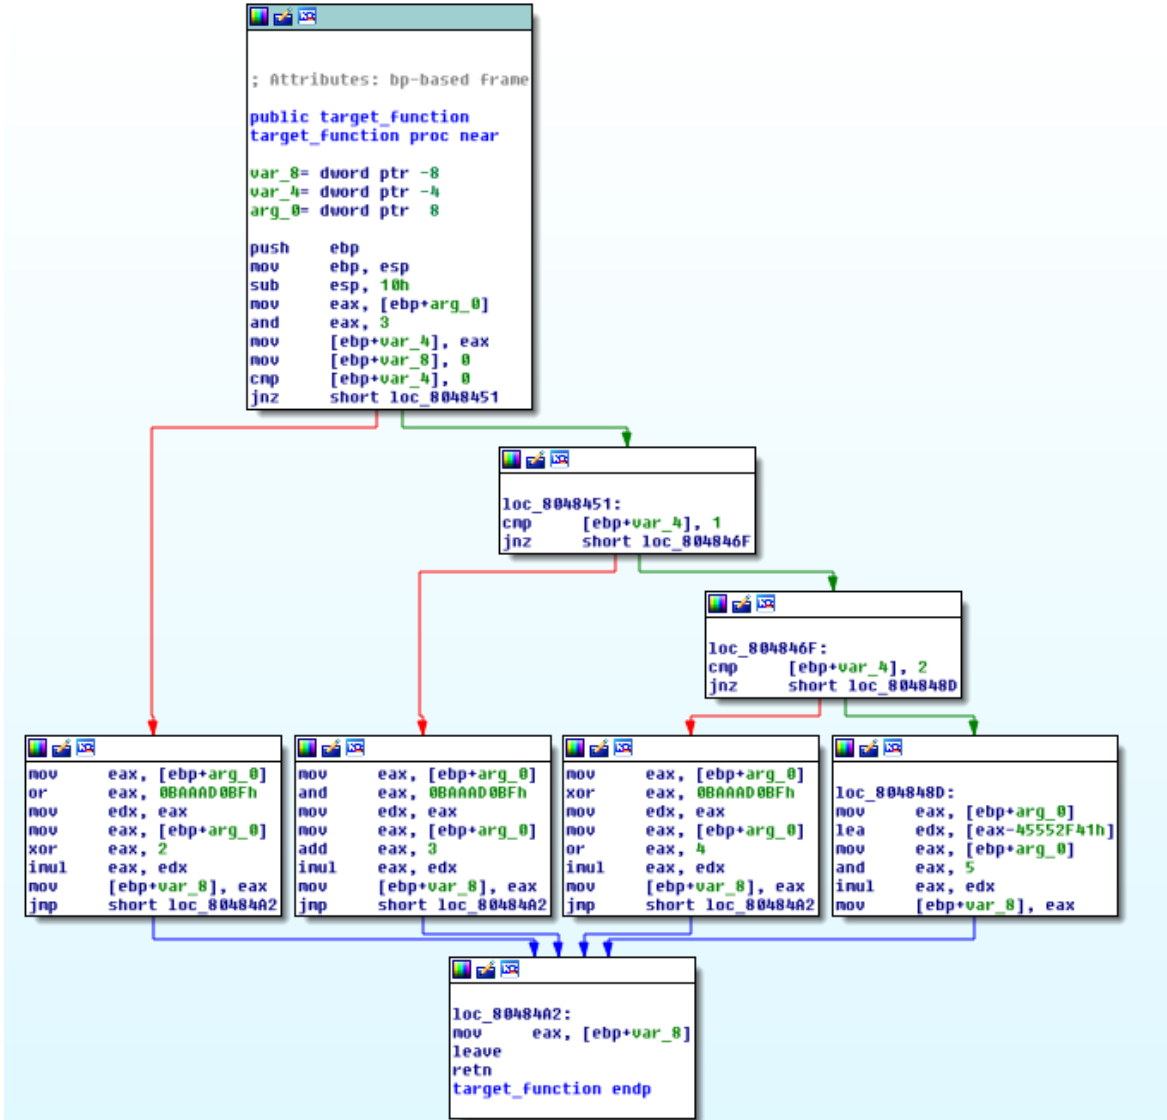 ; Attributes: bp-based frame
public target_function
target_function proc near
var_8= dword ptr -8
var_4= dword ptr -4
arg_0= dword ptr  8
push    ebp
mov     ebp, esp
sub     esp, 10h
mov     eax, [ebp+arg_0]
and     eax, 3
mov     [ebp+var_4], eax
mov     [ebp+var_8], 0
cmp     [ebp+var_4], 0
jnz     short loc_8048451
loc_8048451:
cmp     [ebp+var_4], 1
jnz     short loc_804846F
loc_804846F:
cmp     [ebp+var_4], 2
jnz     short loc_804848D
mov     eax, [ebp+arg_0]
or      eax, 0BAAAD0BFh
mov     edx, eax
mov     eax, [ebp+arg_0]
xor     eax, 2
imul    eax, edx
mov     [ebp+var_8], eax
jmp     short loc_80484A2
mov     eax, [ebp+arg_0]
and     eax, 0BAAAD0BFh
mov     edx, eax
mov     eax, [ebp+arg_0]
add     eax, 3
imul    eax, edx
mov     [ebp+var_8], eax
jmp     short loc_80484A2
mov     eax, [ebp+arg_0]
xor     eax, 0BAAAD0BFh
mov     edx, eax
mov     eax, [ebp+arg_0]
or      eax, 4
imul    eax, edx
mov     [ebp+var_8], eax
jmp     short loc_80484A2
loc_804848D:
mov     eax, [ebp+arg_0]
lea     edx, [eax-45552F41h]
mov     eax, [ebp+arg_0]
and     eax, 5
imul    eax, edx
mov     [ebp+var_8], eax
loc_80484A2:
mov     eax, [ebp+var_8]
leave
retn
target_function endp